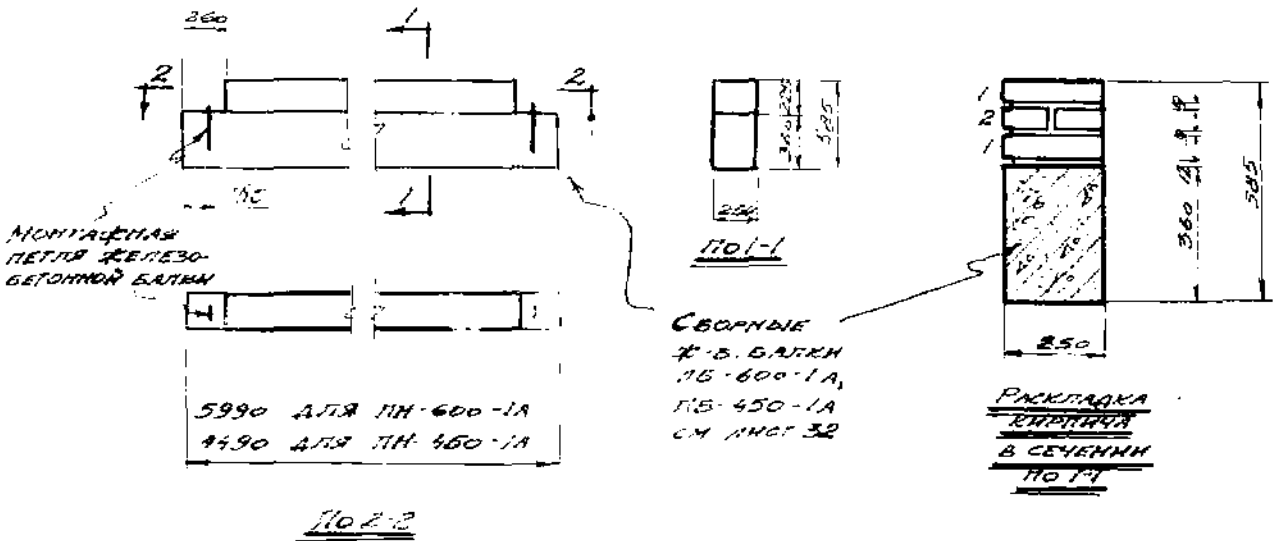 260
1
1
2
2
МОНТАЖНАЯ
ПЕТЛЯ ЖЕЛЕЗО-
БЕТОННОЙ БАЛКИ
225
360
585
250
ПО 1-1
5990 ДЛЯ ПН-600-1А
4490 ДЛЯ ПН-450-1А
ПО 2-2
СБОРНЫЕ
Ж-Б. БАЛКИ
ПБ-600-1А,
ПБ-450-1А
СМ ЛИСТ 32
1
2
1
360
585
250
РАСКЛАДКА
КИРПИЧА
В СЕЧЕНИИ
ПО 1-1